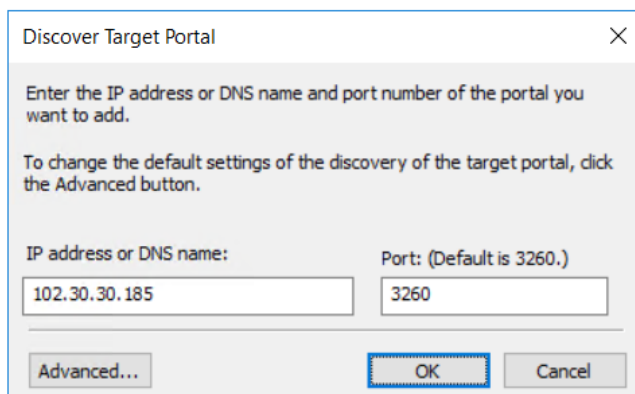 Discover Target Portal
Enter the IP address or DNS name and port number of the portal you
want to add.
To change the default settings of the discovery of the target portal, click
the Advanced button.
IP address or DNS name:
Port: (Default is 3260.)
102.30.30.185
3260
Advanced...
OK
Cancel